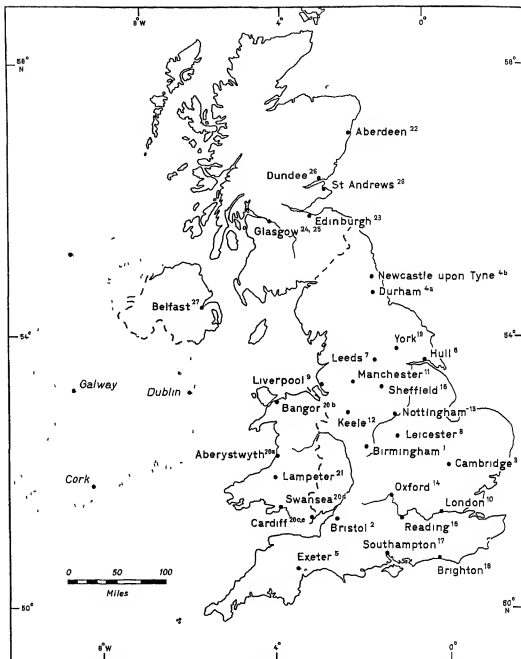 8°W 4° 0°
58° N
58°
Aberdeen 22
Dundee 26
St Andrews 26
Edinburgh 23
Glasgow 24, 25
Newcastle upon Tyne 4b
Durham 4a
Belfast 27
54°
54°
York 19
Leeds 7
Hull 6
Manchester 11
Liverpool 9
Sheffield 16
Galway
Dublin
Bangor 20b
Nottingham 13
Keele 12
Leicester 8
Aberystwyth 20a
Birmingham 1
Cambridge 3
Lampeter 21
Cork
Oxford 14
Swansea
London 10
Cardiff 20c,e
Bristol 2
Reading 15
Southampton 17
Exeter 5
Brighton 18
0 50 100
Miles
50°
50° N
8°W 4° 0°